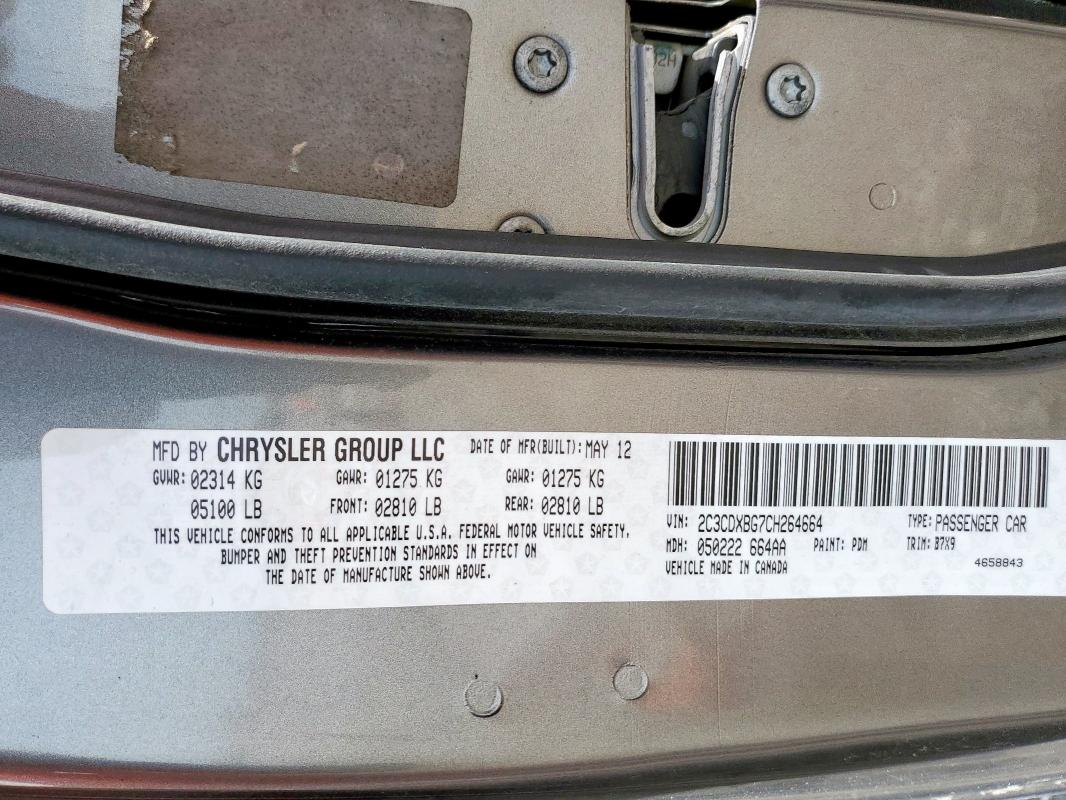 02H
MFD BY CHRYSLER GROUP LLC DATE OF MFR(BUILT): MAY 12
GVWR: 02314 KG GAWR: 01275 KG GAWR: 01275 KG
05100 LB FRONT: 02810 LB REAR: 02810 LB
THIS VEHICLE CONFORMS TO ALL APPLICABLE U.S.A. FEDERAL MOTOR VEHICLE SAFETY,
BUMPER AND THEFT PREVENTION STANDARDS IN EFFECT ON
THE DATE OF MANUFACTURE SHOWN ABOVE.
VIN: 2C3CDXBG7CH264664 TYPE: PASSENGER CAR
MDH: 050222 664AA PAINT: PDM TRIM: B7X9
VEHICLE MADE IN CANADA 4658843